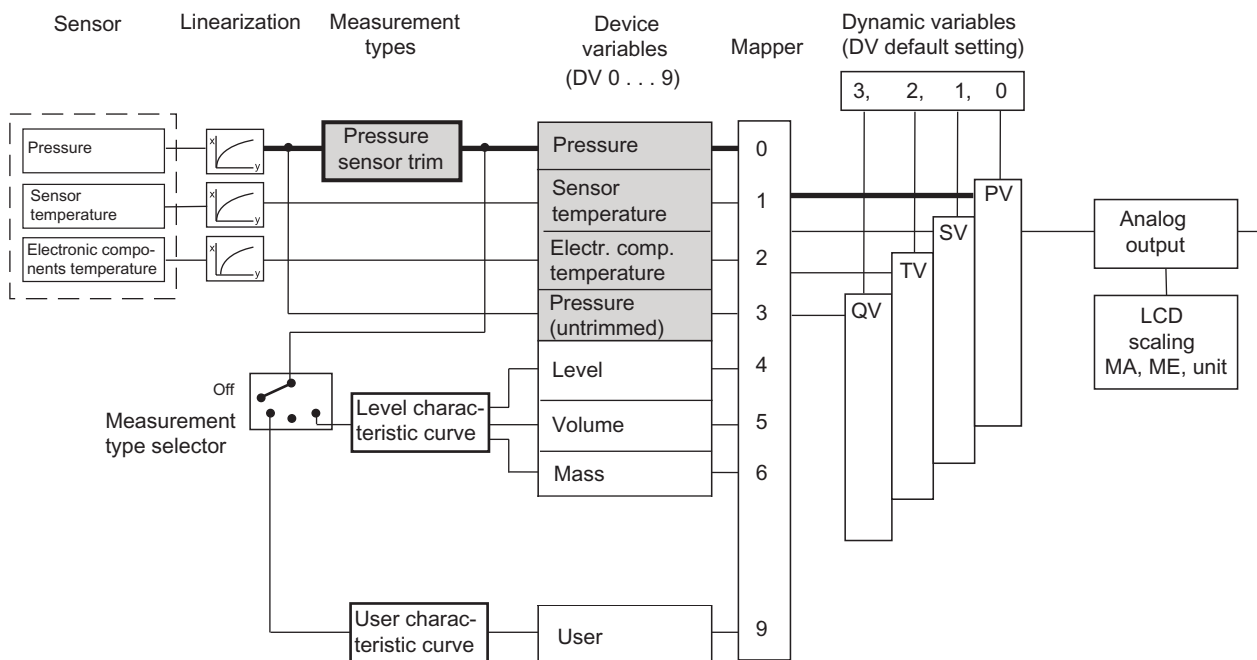 Sensor
Linearization
Measurement
types
Device
variables
(DV 0 . . . 9)
Mapper
Dynamic variables
(DV default setting)
3, 2, 1, 0
Pressure
x
y
Pressure
sensor trim
Pressure
0
Sensor
temperature
x
y
Sensor
temperature
1
Electronic compo-
nents temperature
x
y
Electr. comp.
temperature
2
Pressure
(untrimmed)
3
PV
SV
TV
QV
Analog
output
LCD
scaling
MA, ME, unit
Off
Measurement
type selector
Level charac-
teristic curve
Level
4
Volume
5
Mass
6
User charac-
teristic curve
User
9